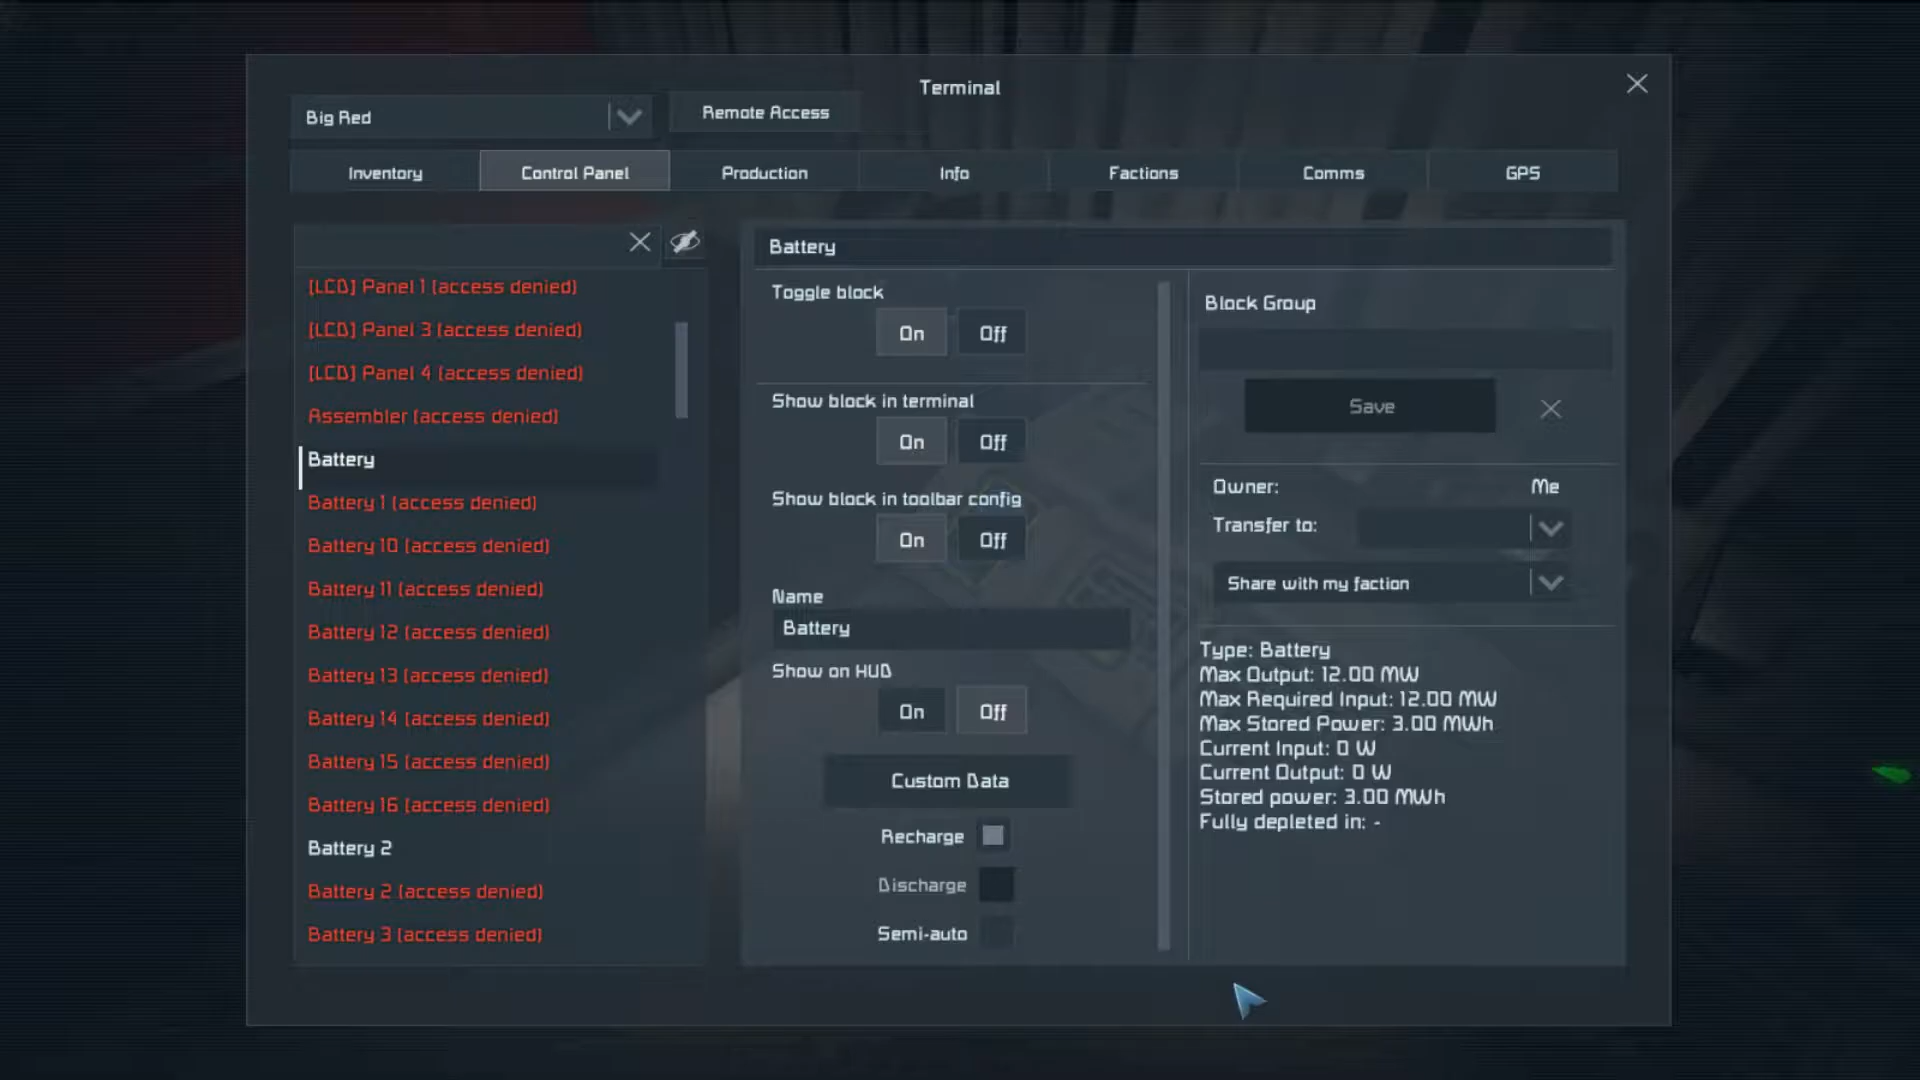 Terminal
Big Red
Remote Access
Inventory
Control Panel
Production
Info
Factions
Comms
GPS
[LCD] Panel 1 (access denied)
[LCD] Panel 3 (access denied)
[LCD] Panel 4 (access denied)
Assembler (access denied)
Battery
Battery 1 (access denied)
Battery 10 (access denied)
Battery 11 (access denied)
Battery 12 (access denied)
Battery 13 (access denied)
Battery 14 (access denied)
Battery 15 (access denied)
Battery 16 (access denied)
Battery 2
Battery 2 (access denied)
Battery 3 (access denied)
Battery
Toggle block
On Off
Show block in terminal
On Off
Show block in toolbar config
On Off
Name
Battery
Show on HUD
On Off
Custom Data
Recharge
Discharge
Semi-auto
Block Group
Save
Owner: Me
Transfer to:
Share with my faction
Type: Battery
Max Output: 12.00 MW
Max Required Input: 12.00 MW
Max Stored Power: 3.00 MWh
Current Input: 0 W
Current Output: 0 W
Stored power: 3.00 MWh
Fully depleted in: -